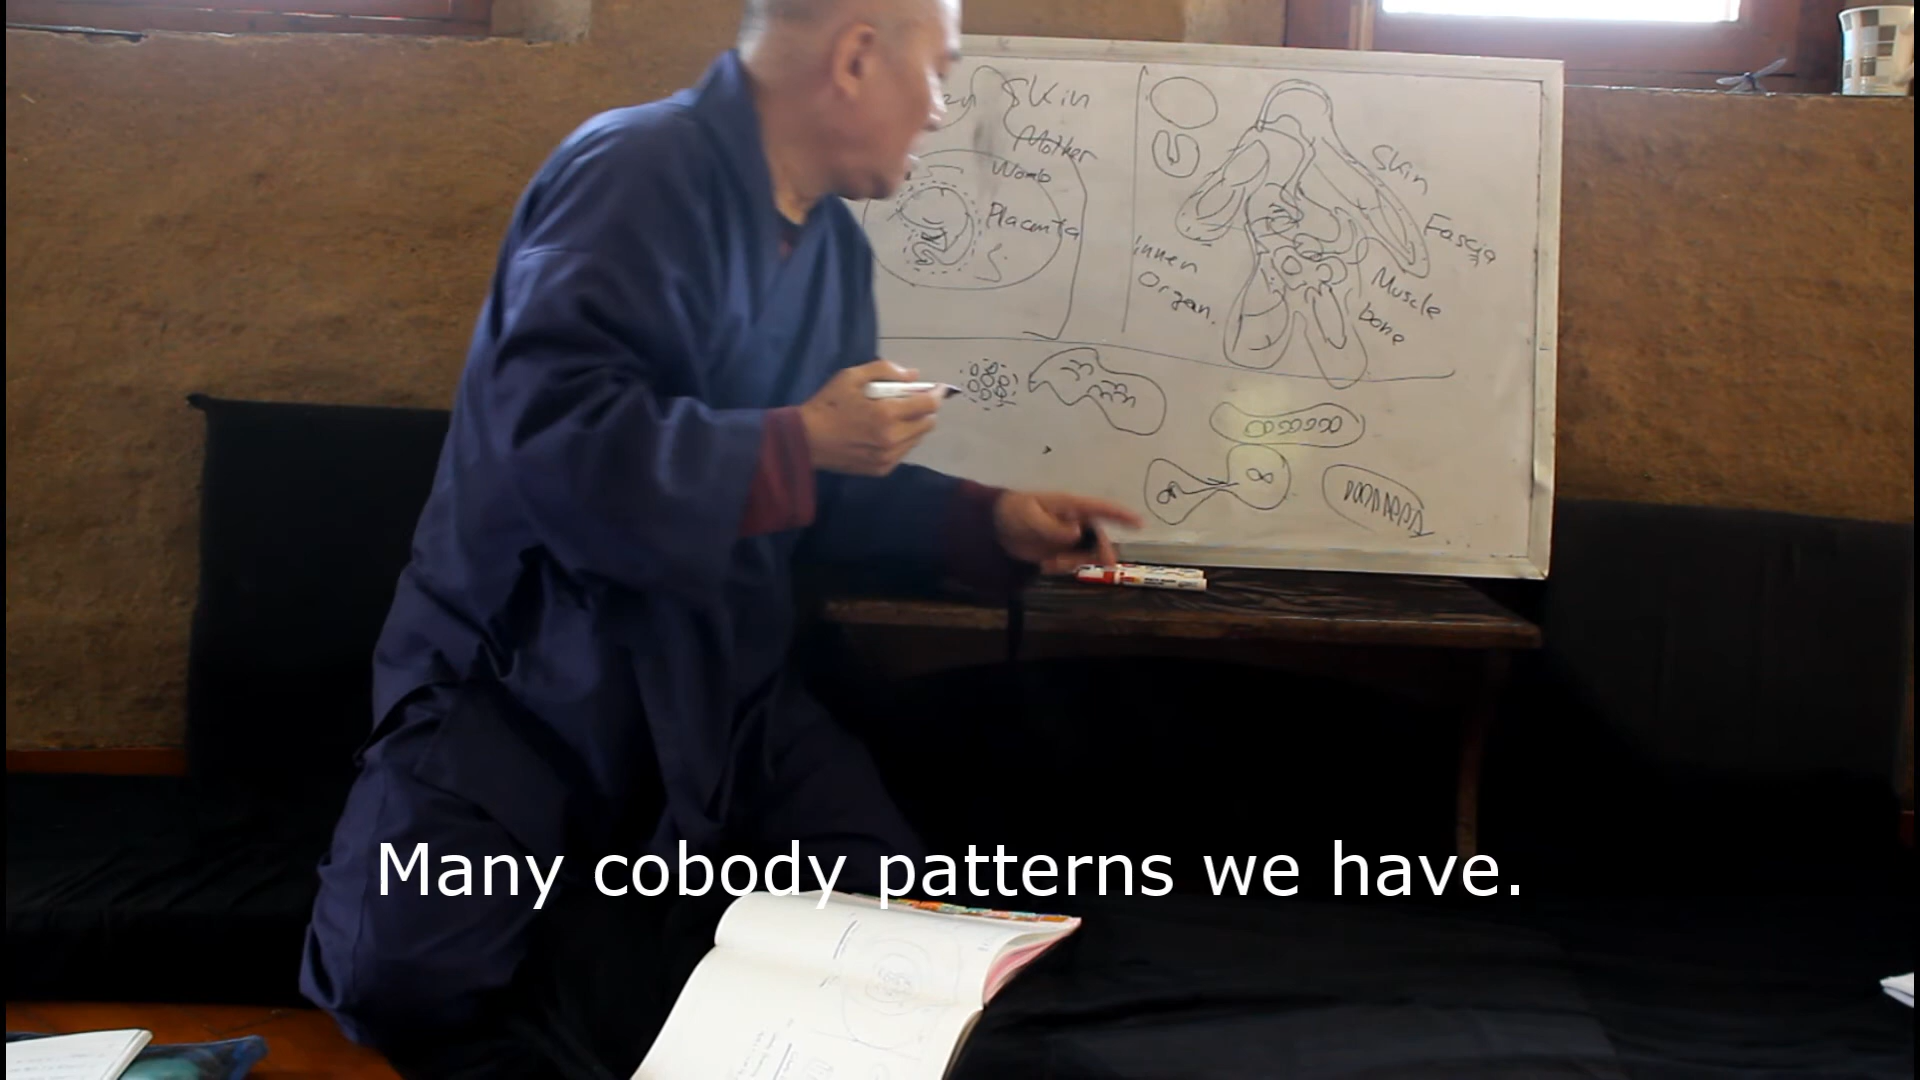 Skin
Mother
Womb
Placenta
Skin
Fascia
Muscle
bone
Inner
Organ.
Many cobody patterns we have.